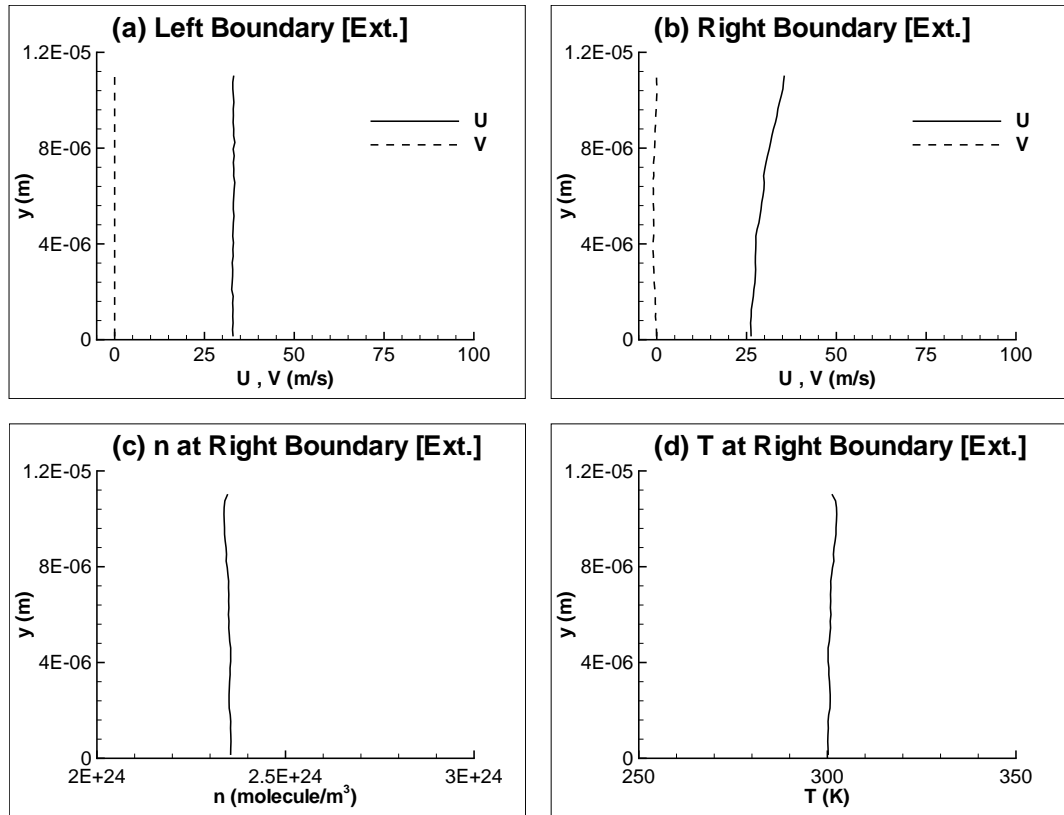 (a) Left Boundary [Ext.]
1.2E-05
8E-06
4E-06
0
y (m)
U
V
0 25 50 75 100
U , V (m/s)
(b) Right Boundary [Ext.]
1.2E-05
8E-06
4E-06
0
y (m)
U
V
0 25 50 75 100
U , V (m/s)
(c) n at Right Boundary [Ext.]
1.2E-05
8E-06
4E-06
0
y (m)
2E+24 2.5E+24 3E+24
n (molecule/m³)
(d) T at Right Boundary [Ext.]
1.2E-05
8E-06
4E-06
0
y (m)
250 300 350
T (K)